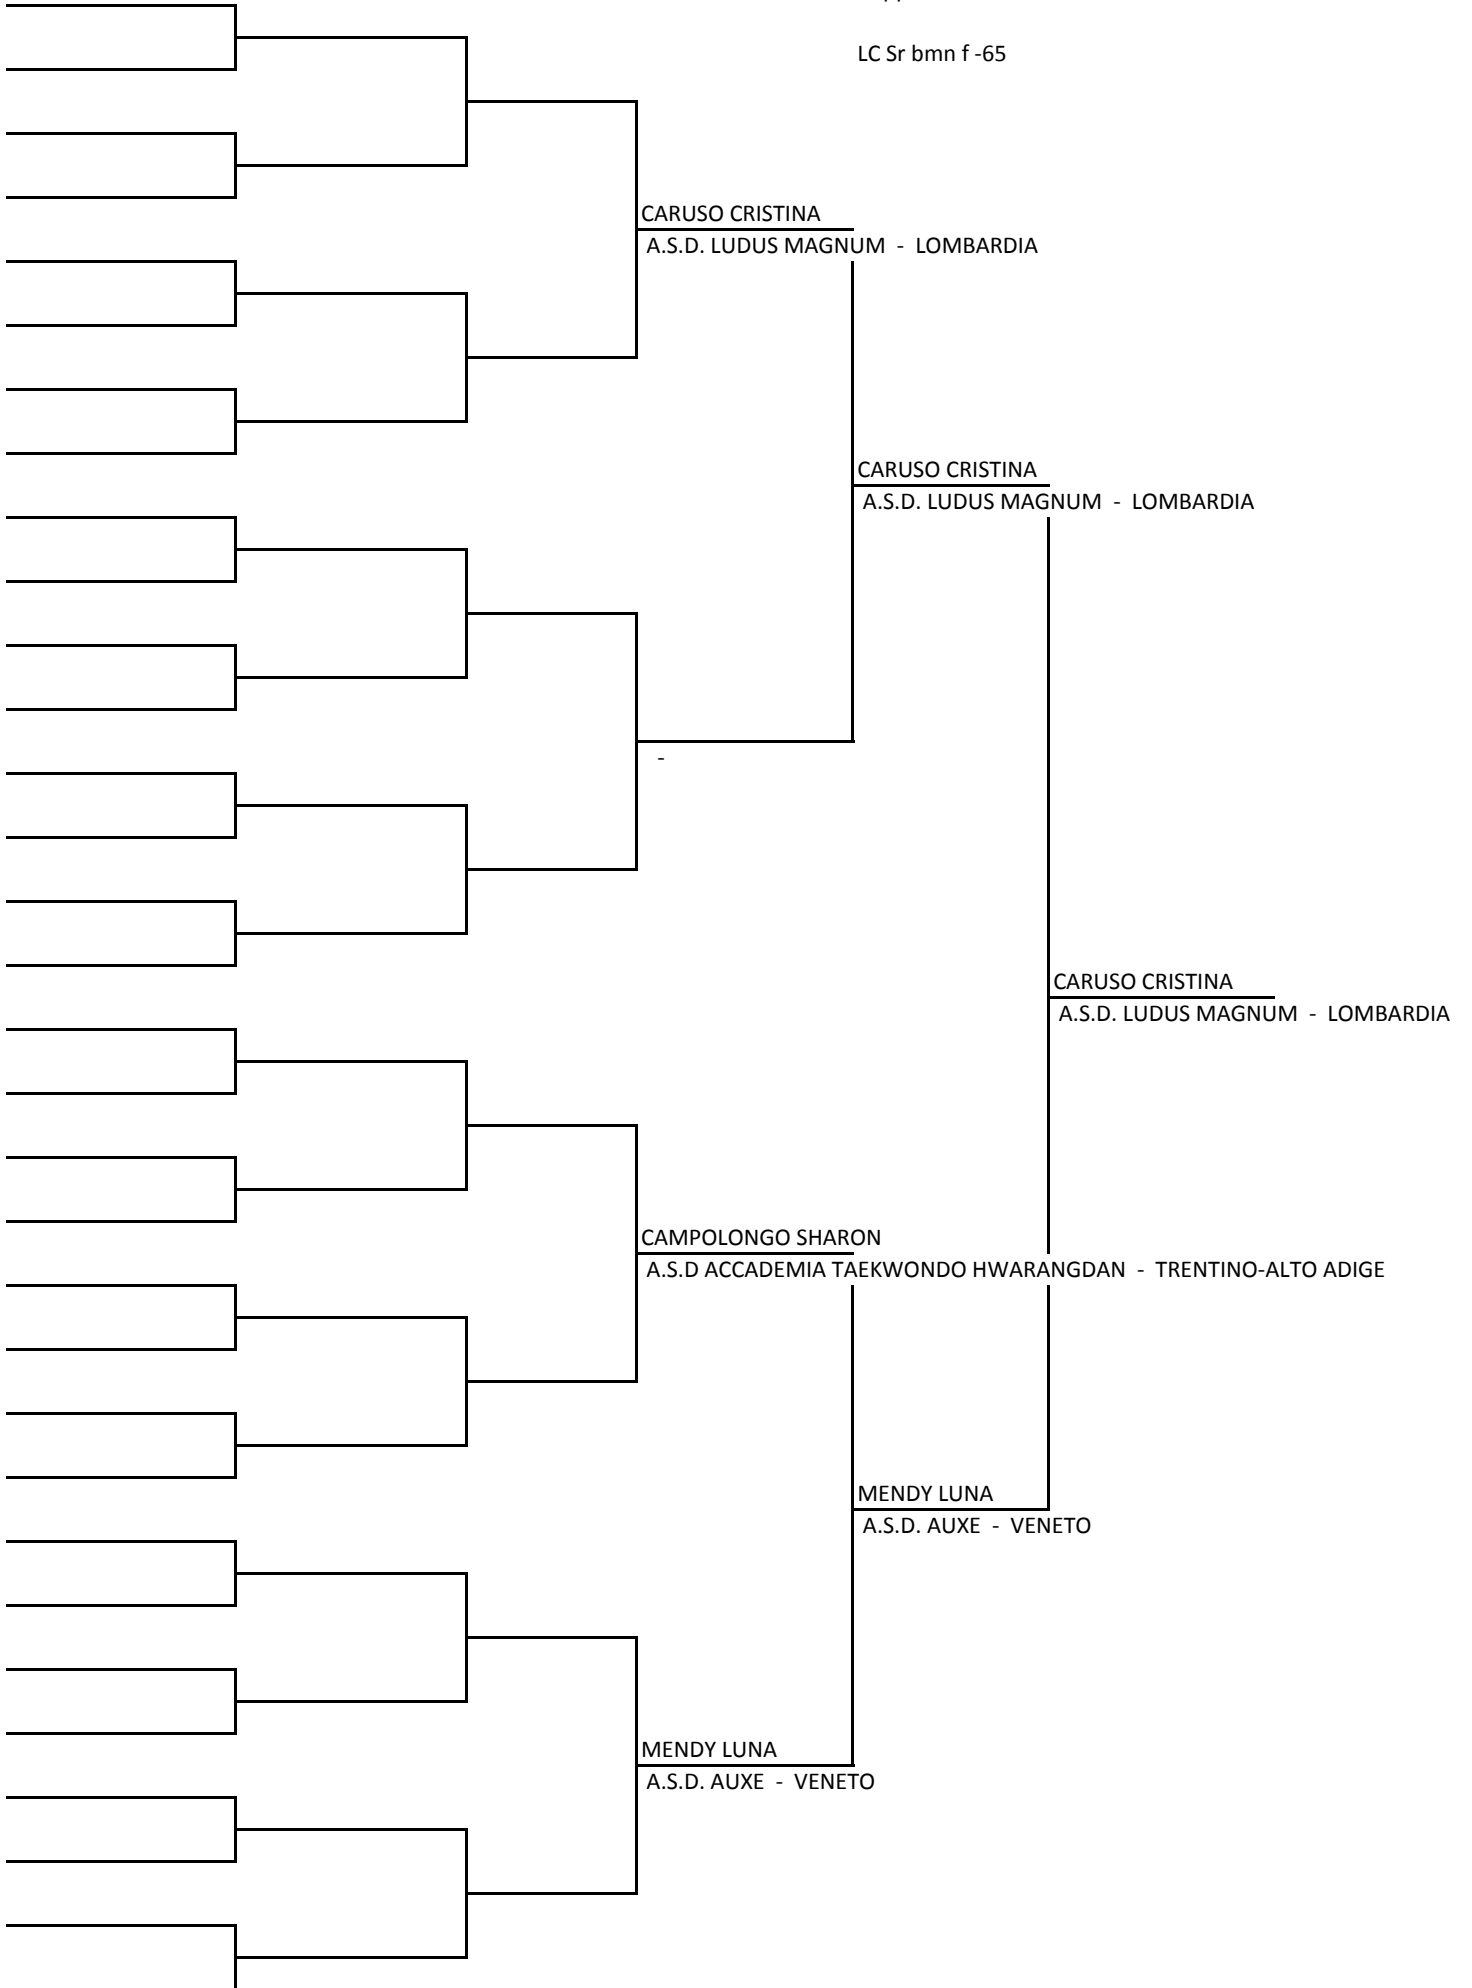 LC Sr bmn f -65
CARUSO CRISTINA
A.S.D. LUDUS MAGNUM - LOMBARDIA
CARUSO CRISTINA
A.S.D. LUDUS MAGNUM - LOMBARDIA
-
CARUSO CRISTINA
A.S.D. LUDUS MAGNUM - LOMBARDIA
CAMPOLONGO SHARON
A.S.D ACCADEMIA TAEKWONDO HWARANGDAN - TRENTINO-ALTO ADIGE
MENDY LUNA
A.S.D. AUXE - VENETO
MENDY LUNA
A.S.D. AUXE - VENETO